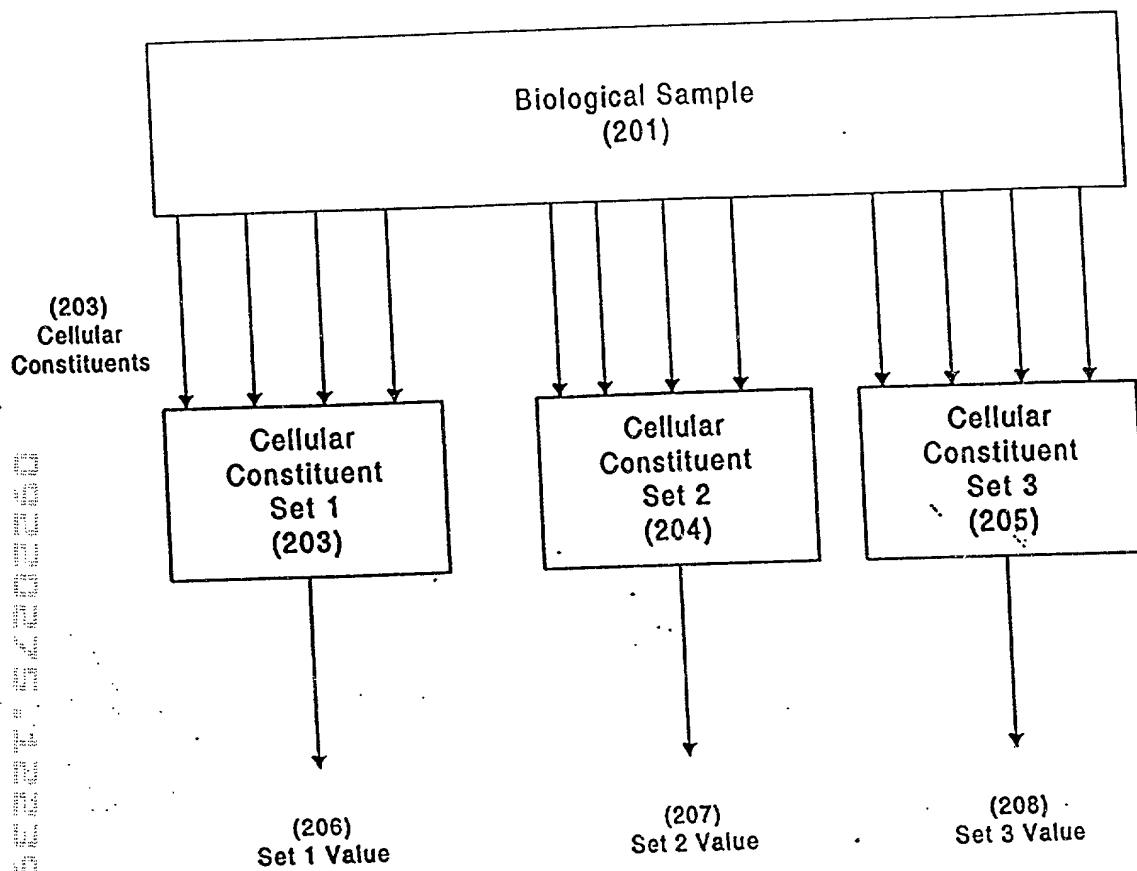 Biological Sample
(201)
(203)
Cellular
Constituents
Cellular
Constituent
Set 1
(203)
Cellular
Constituent
Set 2
(204)
Cellular
Constituent
Set 3
(205)
(206)
Set 1 Value
(207)
Set 2 Value
(208)
Set 3 Value